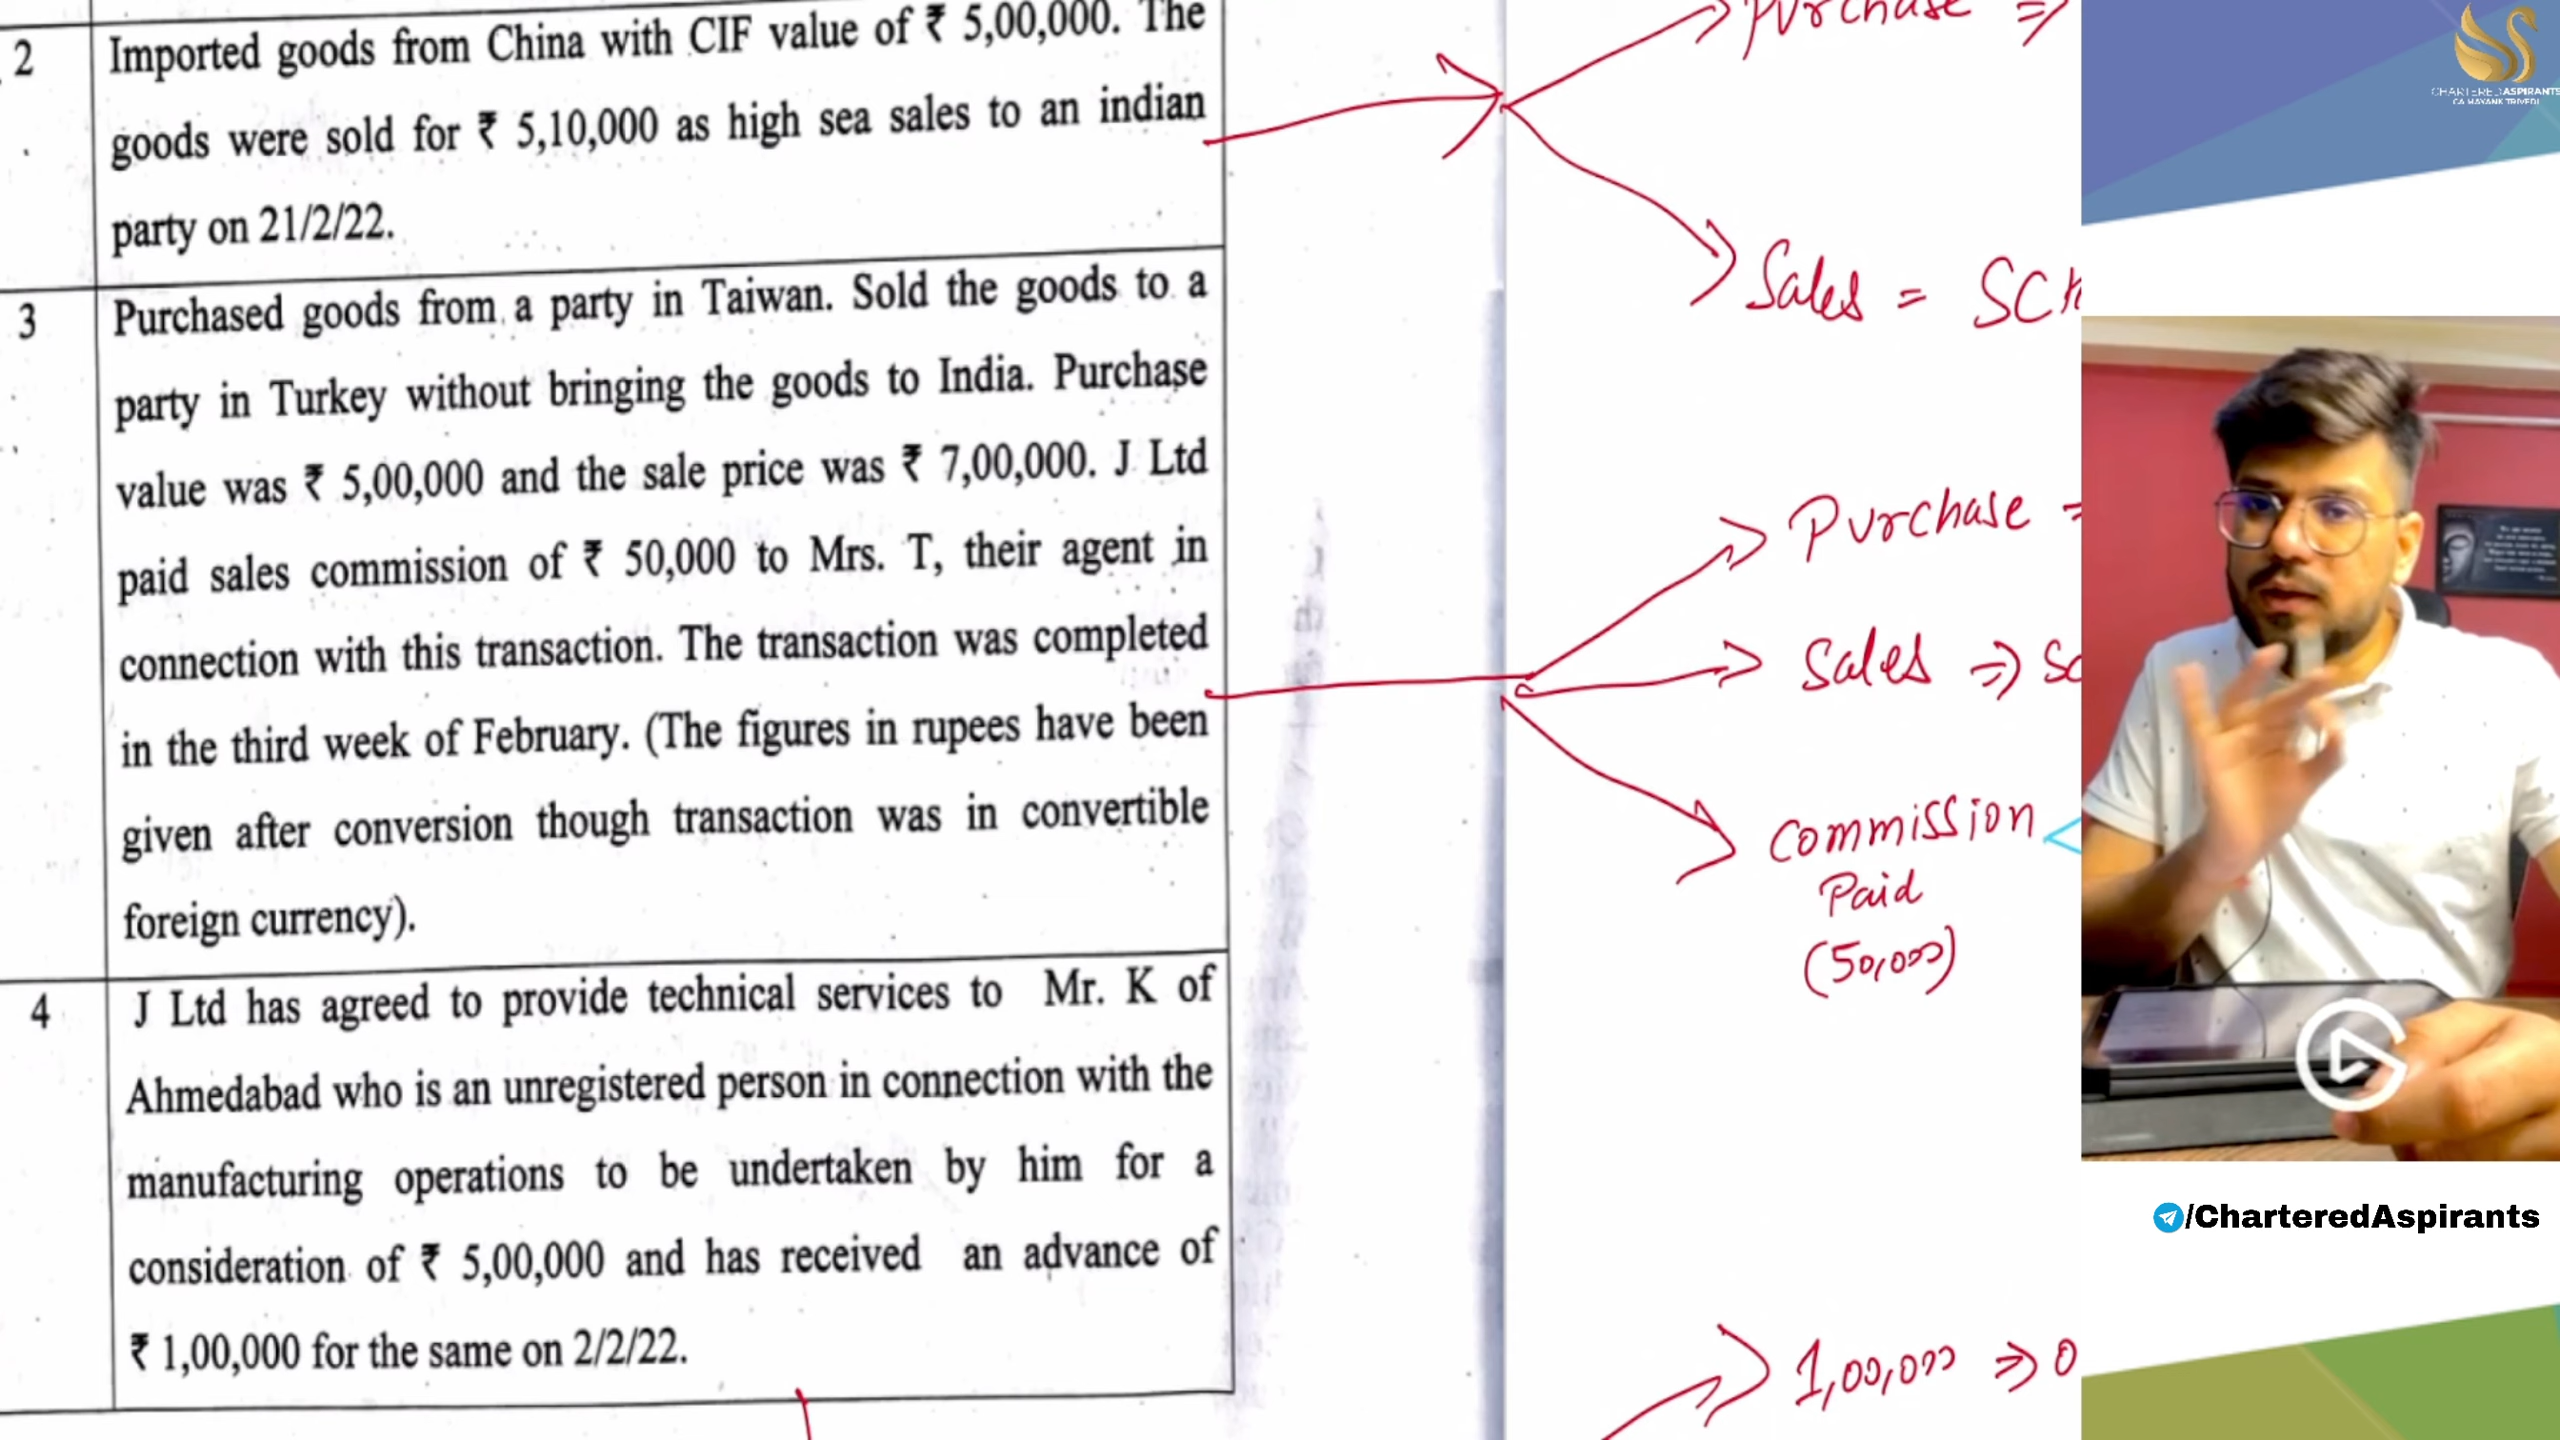 2
Imported goods from China with CIF value of ₹ 5,00,000. The
goods were sold for ₹ 5,10,000 as high sea sales to an indian
party on 21/2/22.
3
Purchased goods from a party in Taiwan. Sold the goods to a
party in Turkey without bringing the goods to India. Purchase
value was ₹ 5,00,000 and the sale price was ₹ 7,00,000. J Ltd
paid sales commission of ₹ 50,000 to Mrs. T, their agent in
connection with this transaction. The transaction was completed
in the third week of February. (The figures in rupees have been
given after conversion though transaction was in convertible
foreign currency).
4
J Ltd has agreed to provide technical services to Mr. K of
Ahmedabad who is an unregistered person in connection with the
manufacturing operations to be undertaken by him for a
consideration of ₹ 5,00,000 and has received an advance of
₹ 1,00,000 for the same on 2/2/22.
Purchase ⇒
Sales = SCH
Purchase =
Sales ⇒ SC
Commission
Paid
(50,000)
1,00,000 ⇒ 0
CHARTEREDASPIRANTS
CA MAYANK TRIVEDI
/CharteredAspirants